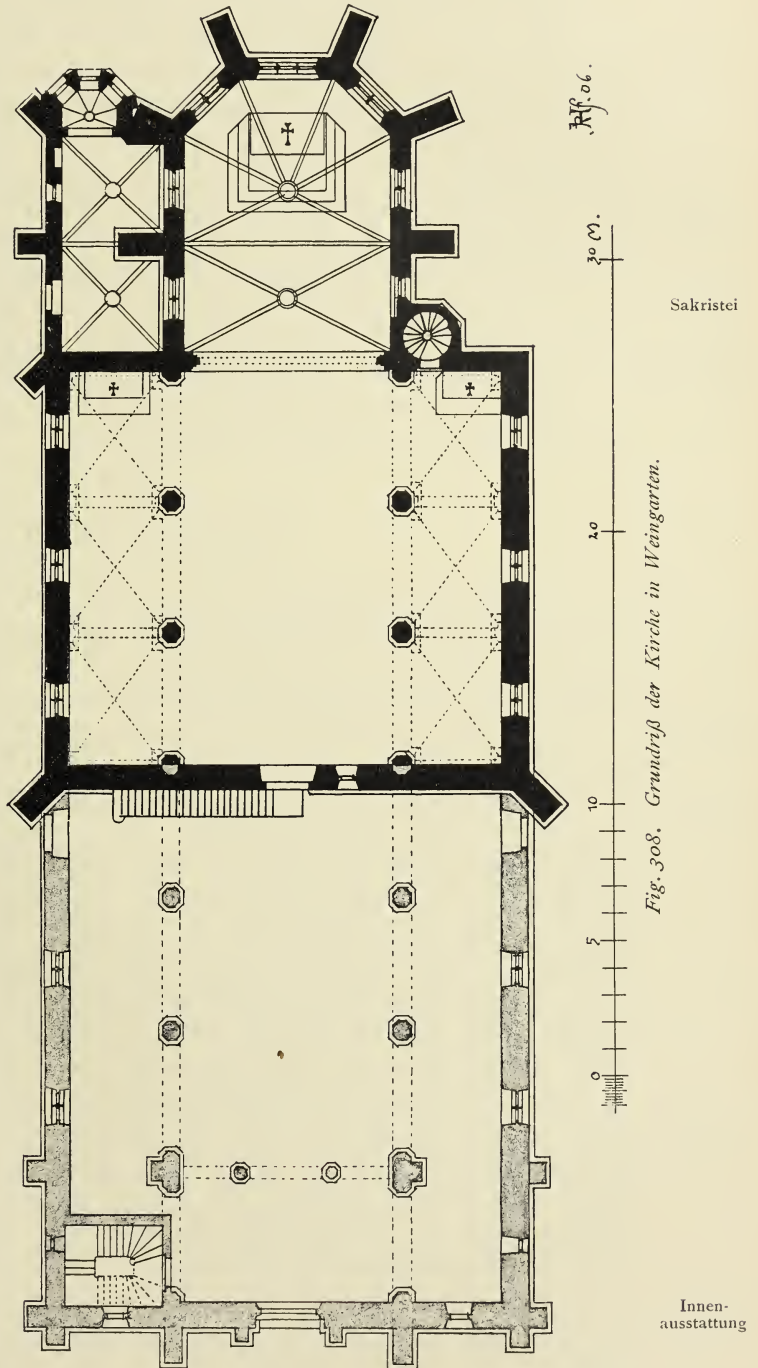 30 M.
Sakristei
20
Fig. 308. Grundriß der Kirche in Weingarten.
10
5
0
Innen-
ausstattung